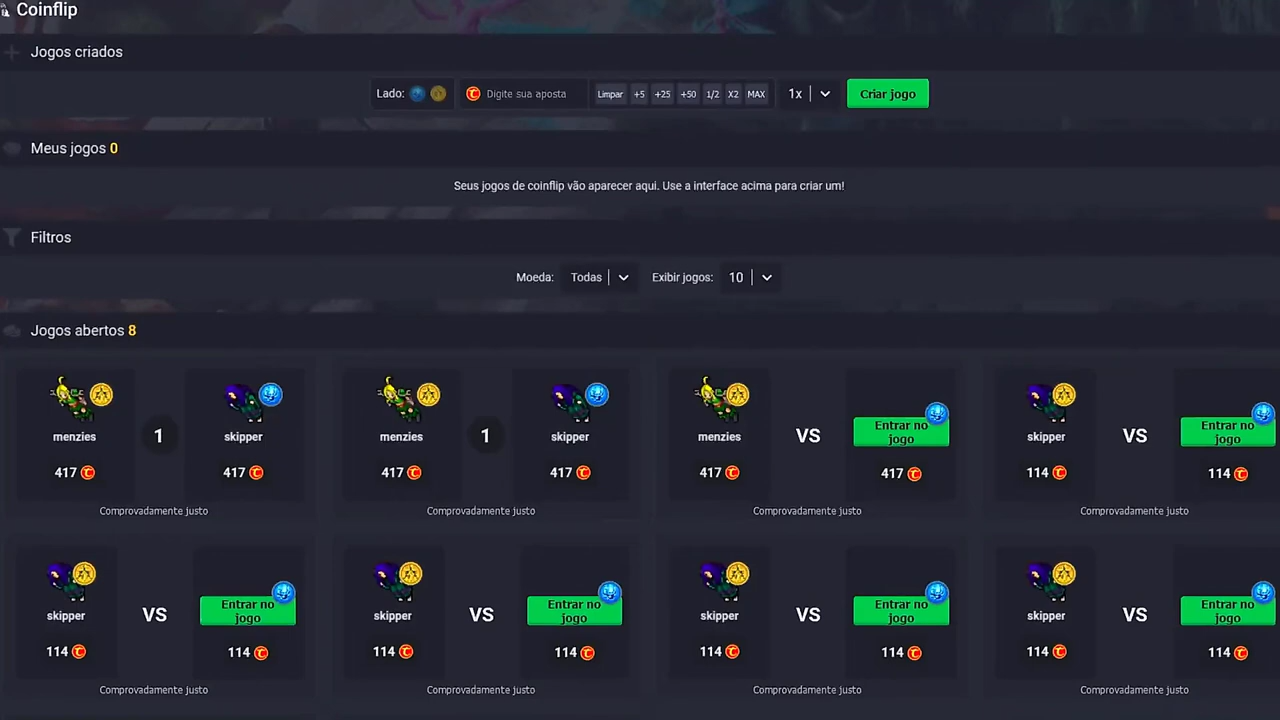 Coinflip
Jogos criados
Lado: Digite sua aposta Limpar +5 +25 +50 1/2 X2 MAX 1x Criar jogo
Meus jogos 0
Seus jogos de coinflip vão aparecer aqui. Use a interface acima para criar um!
Filtros
Moeda: Todas Exibir jogos: 10
Jogos abertos 8
menzies 1 skipper
417 417
Comprovadamente justo
menzies 1 skipper
417 417
Comprovadamente justo
menzies VS Entrar no
jogo
417 417
Comprovadamente justo
skipper VS Entrar no
jogo
114 114
Comprovadamente justo
skipper VS Entrar no
jogo
114 114
Comprovadamente justo
skipper VS Entrar no
jogo
114 114
Comprovadamente justo
skipper VS Entrar no
jogo
114 114
Comprovadamente justo
skipper VS Entrar no
jogo
114 114
Comprovadamente justo